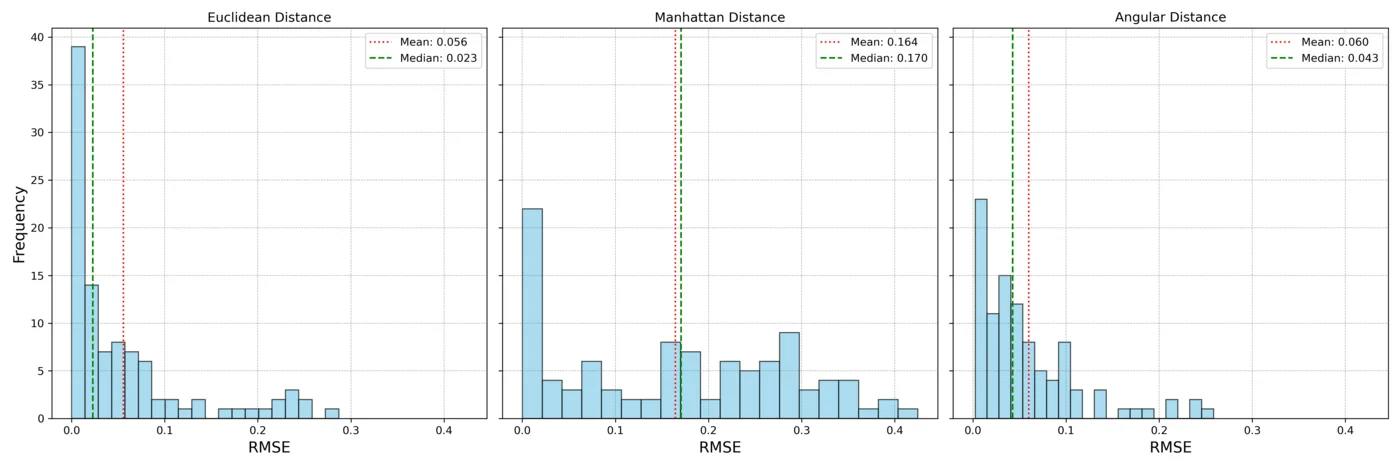 Euclidean Distance
Manhattan Distance
Angular Distance
Mean: 0.056
Median: 0.023
Mean: 0.164
Median: 0.170
Mean: 0.060
Median: 0.043
Frequency
40
35
30
25
20
15
10
5
0
0.0 0.1 0.2 0.3 0.4
0.0 0.1 0.2 0.3 0.4
0.0 0.1 0.2 0.3 0.4
RMSE
RMSE
RMSE